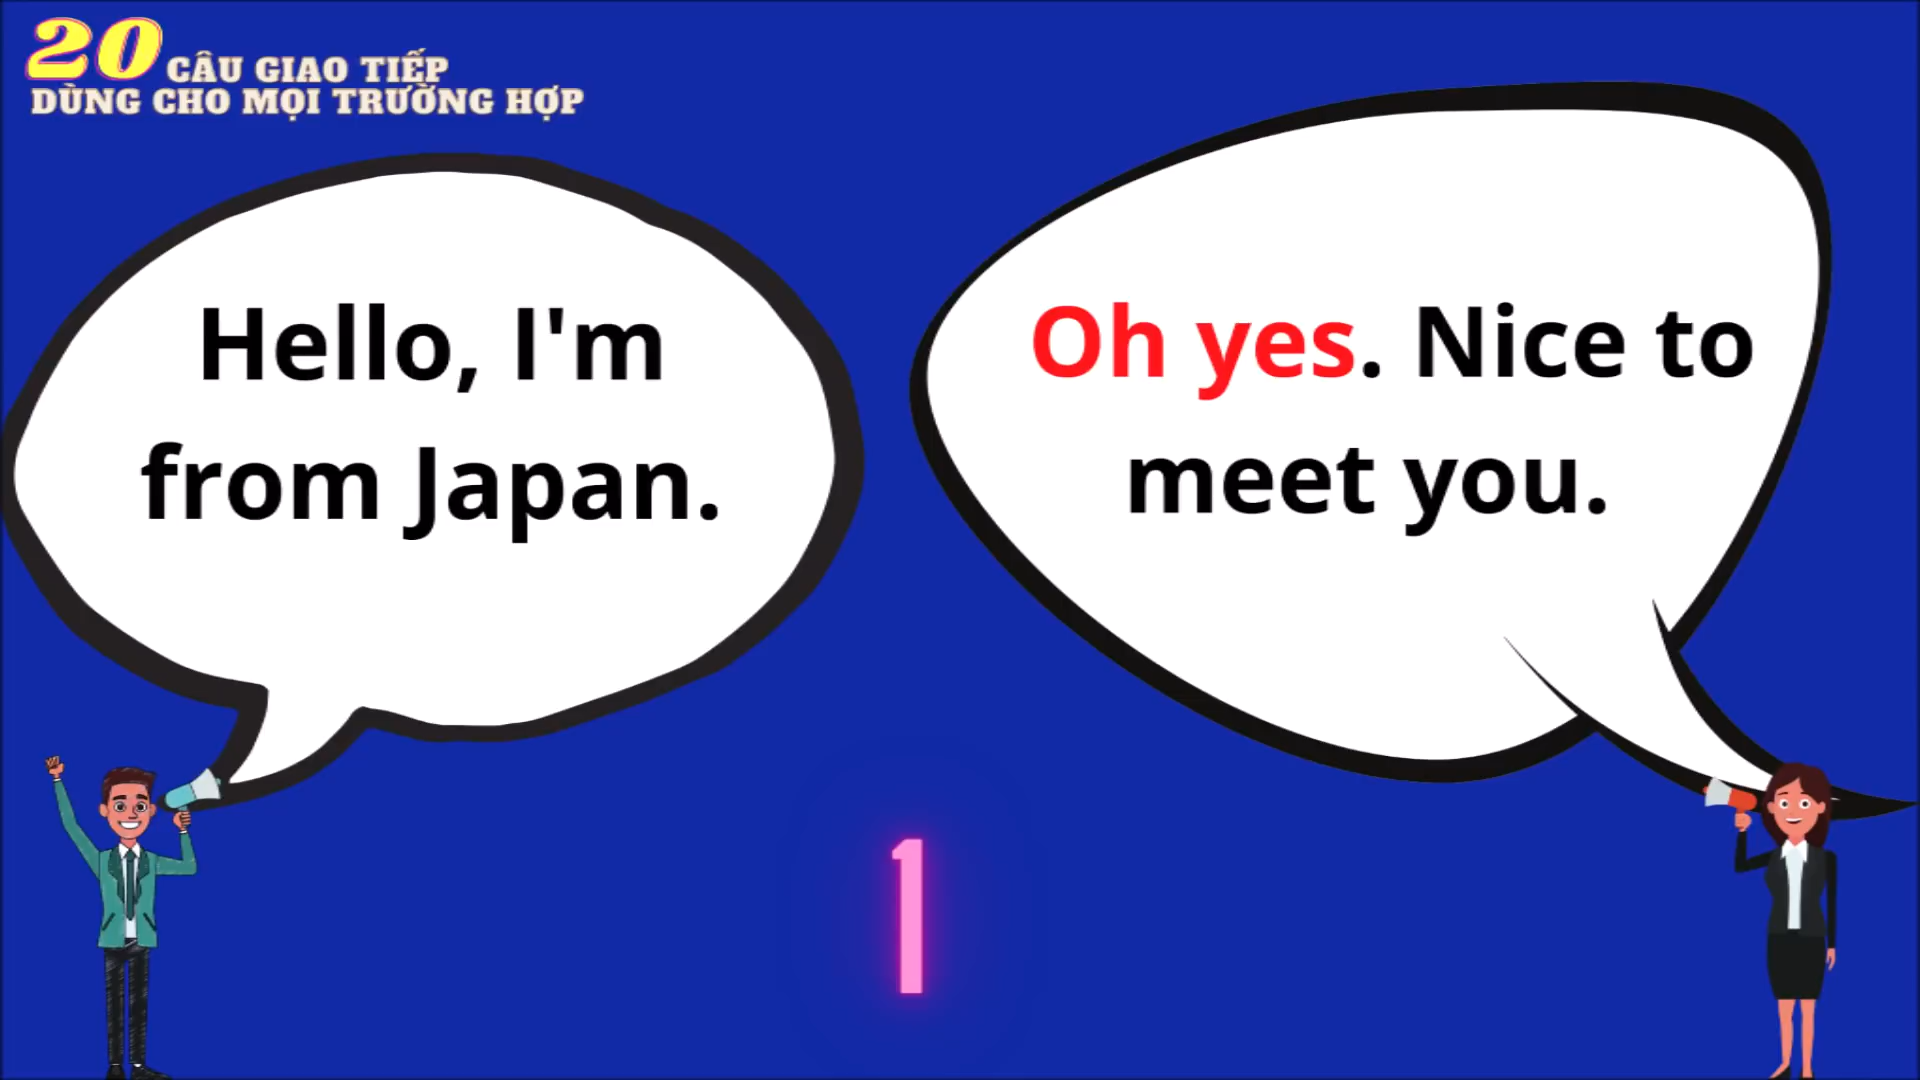 20 CÂU GIAO TIẾP
DÙNG CHO MỌI TRƯỜNG HỢP
Hello, I'm
from Japan.
Oh yes. Nice to
meet you.
1